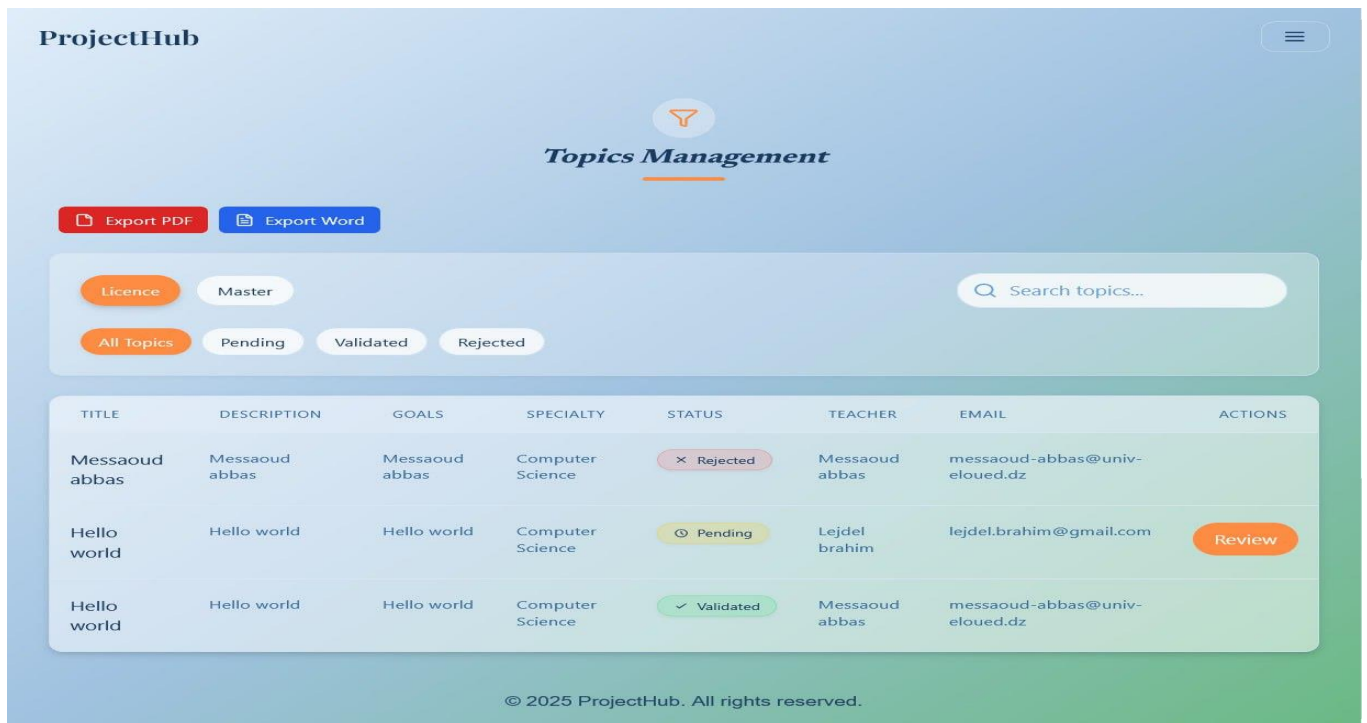 ProjectHub
Topics Management
Export PDF Export Word
Licence Master Search topics...
All Topics Pending Validated Rejected
TITLE DESCRIPTION GOALS SPECIALTY STATUS TEACHER EMAIL ACTIONS
Messaoud Messaoud Messaoud Computer Rejected Messaoud messaoud-abbas@univ-
abbas abbas abbas Science abbas eloued.dz
Hello Hello world Hello world Computer Pending Lejdel lejdel.brahim@gmail.com Review
world Science brahim
Hello Hello world Hello world Computer Validated Messaoud messaoud-abbas@univ-
world Science abbas eloued.dz
© 2025 ProjectHub. All rights reserved.